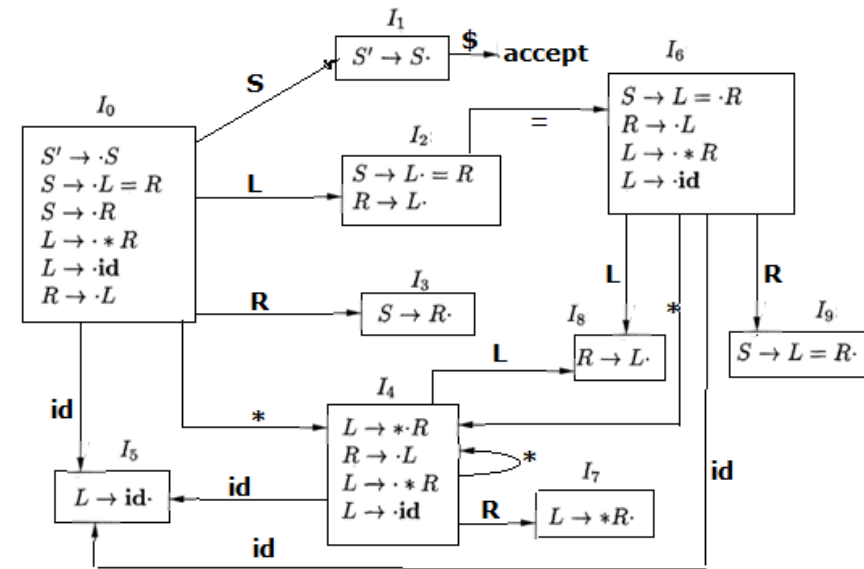 I₁
S' → S·
$
accept
S
I₀
S' → ·S
S → ·L = R
S → ·R
L → · * R
L → ·id
R → ·L
I₂
S → L· = R
R → L·
L
=
I₆
S → L = ·R
R → ·L
L → · * R
L → ·id
I₃
S → R·
R
L
*
R
I₈
R → L·
I₉
S → L = R·
L
I₄
L → *·R
R → ·L
L → · * R
L → ·id
*
id
*
I₅
L → id·
id
id
R
I₇
L → *R·
id